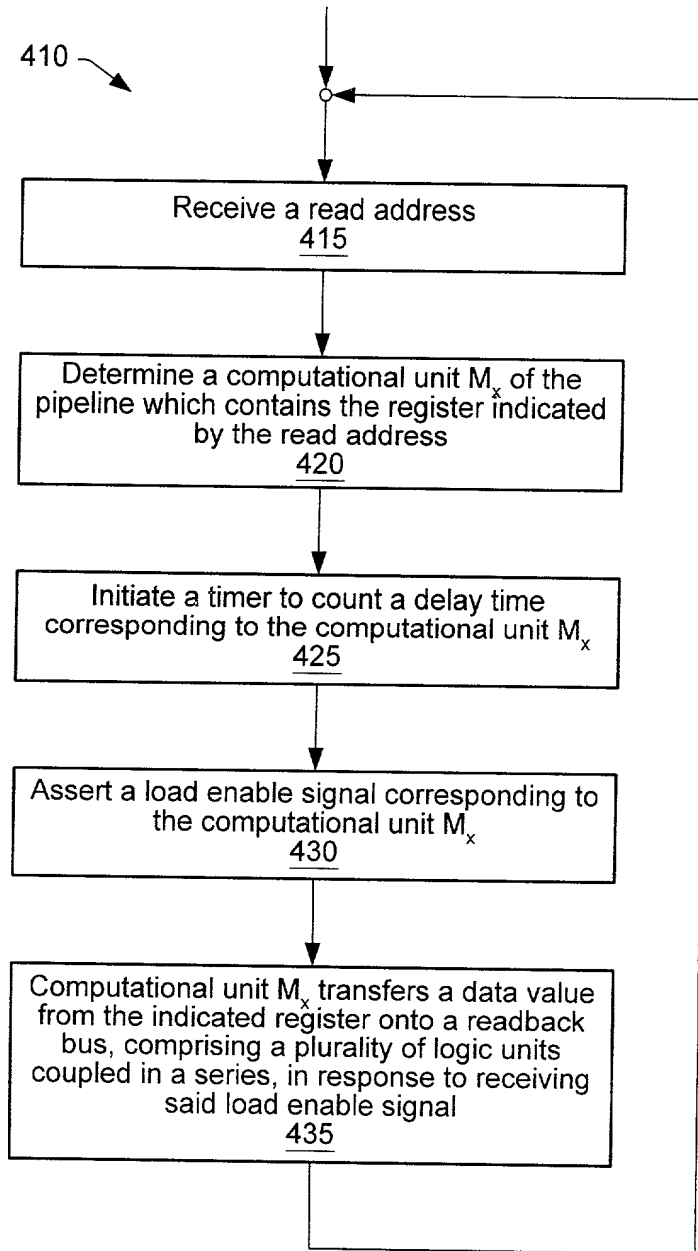 410
Receive a read address
415
Determine a computational unit Mx of the
pipeline which contains the register indicated
by the read address
420
Initiate a timer to count a delay time
corresponding to the computational unit Mx
425
Assert a load enable signal corresponding to
the computational unit Mx
430
Computational unit Mx transfers a data value
from the indicated register onto a readback
bus, comprising a plurality of logic units
coupled in a series, in response to receiving
said load enable signal
435